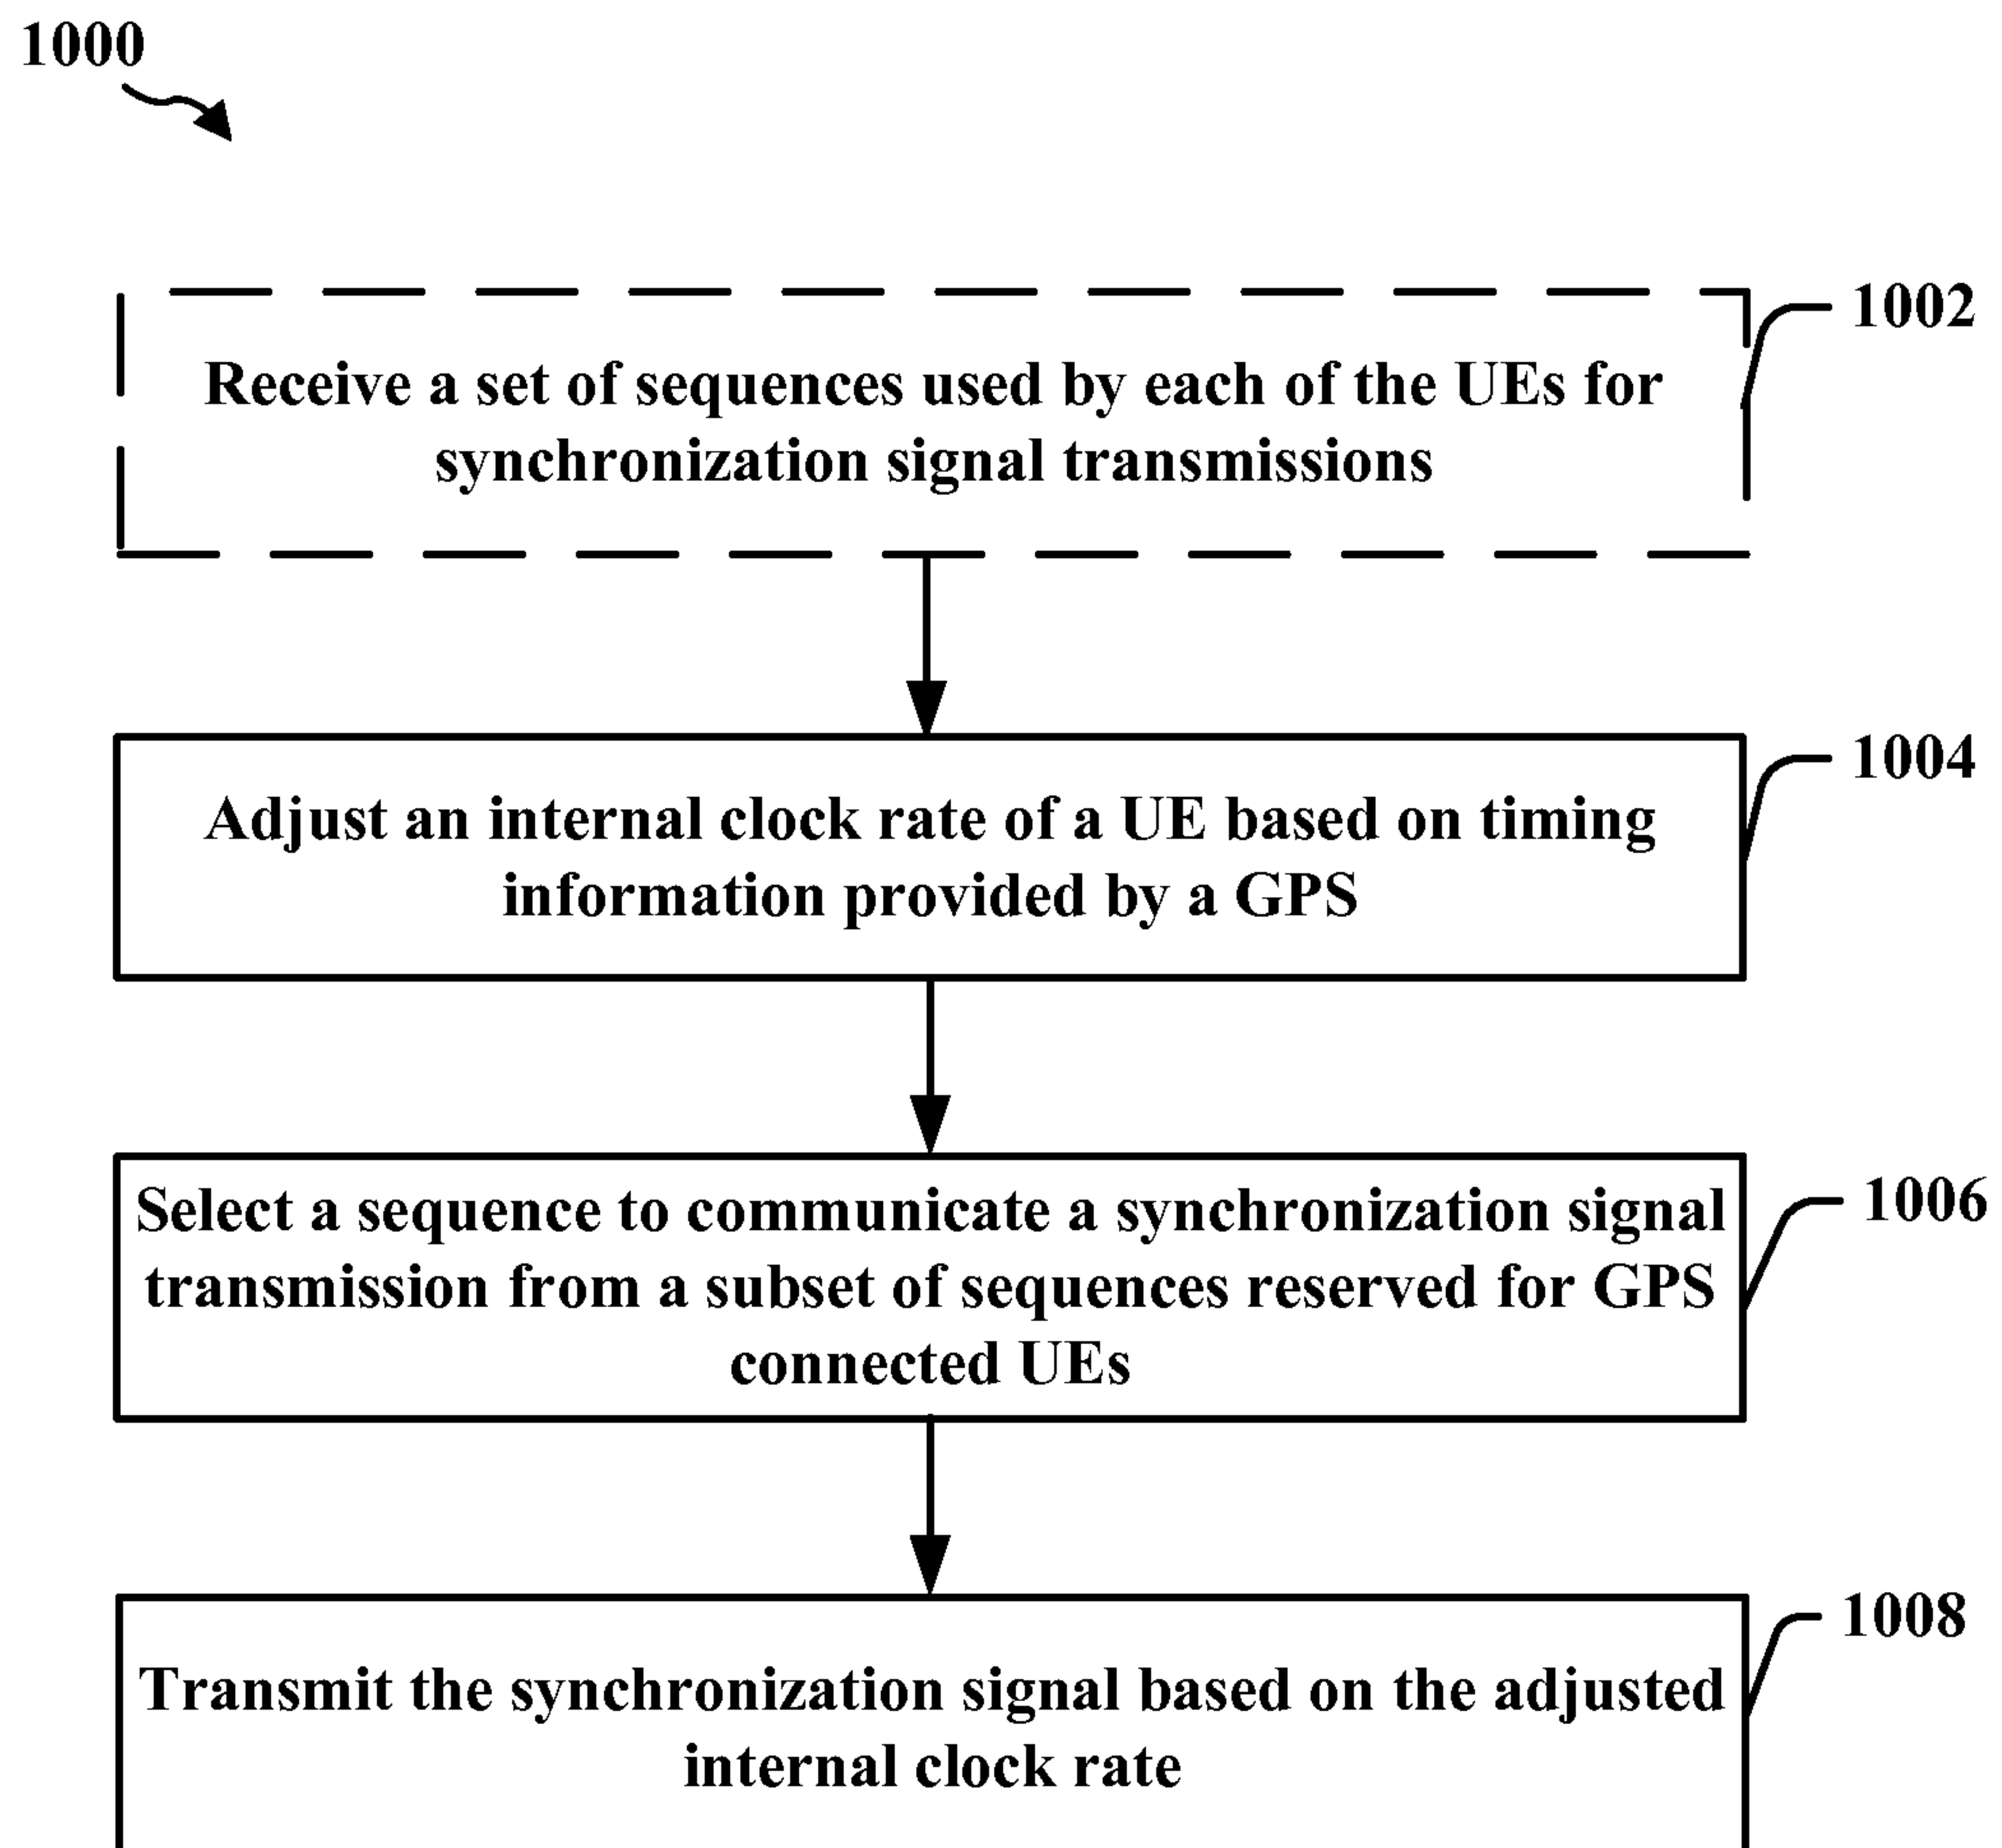 1000
1002
Receive a set of sequences used by each of the UEs for
synchronization signal transmissions
1004
Adjust an internal clock rate of a UE based on timing
information provided by a GPS
1006
Select a sequence to communicate a synchronization signal
transmission from a subset of sequences reserved for GPS
connected UEs
1008
Transmit the synchronization signal based on the adjusted
internal clock rate